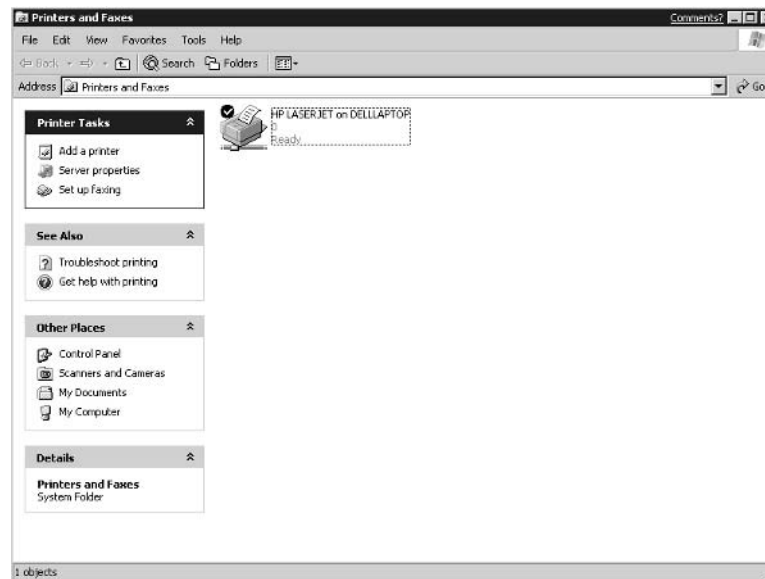 Printers and Faxes
Comments?
File Edit View Favorites Tools Help
Back Search Folders
Address Printers and Faxes Go
Printer Tasks
Add a printer
Server properties
Set up faxing
See Also
Troubleshoot printing
Get help with printing
Other Places
Control Panel
Scanners and Cameras
My Documents
My Computer
Details
Printers and Faxes
System Folder
HP LASERJET on DELLLAPTOP
0
Ready
1 objects